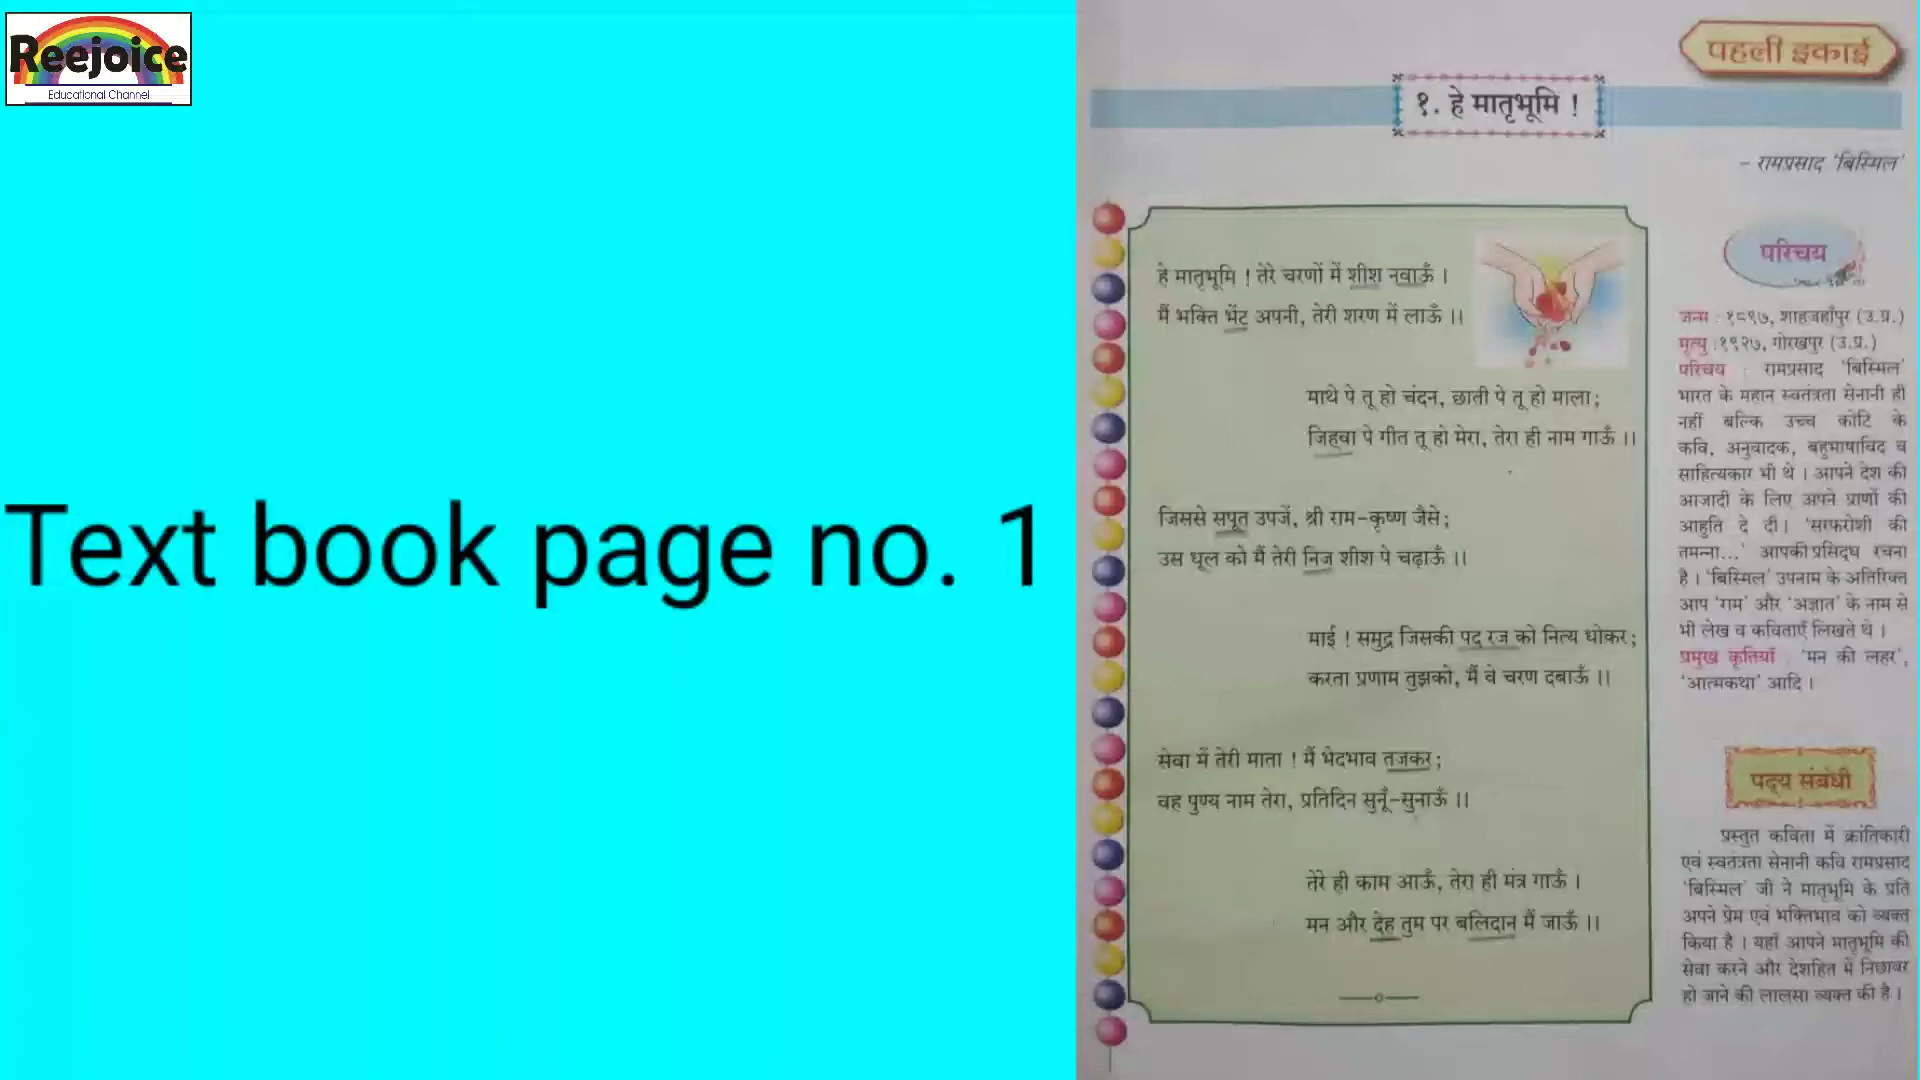 Reejoice
Educational Channel
Text book page no. 1
पहली इकाई
१. हे मातृभूमि !
- रामप्रसाद 'बिस्मिल'
हे मातृभूमि ! तेरे चरणों में शीश नवाऊँ ।
मैं भक्ति भेंट अपनी, तेरी शरण में लाऊँ ।।
माथे पे तू हो चंदन, छाती पे तू हो माला ;
जिह्वा पे गीत तू हो मेरा, तेरा ही नाम गाऊँ ।।
जिससे सपूत उपजें, श्री राम-कृष्ण जैसे ;
उस धूल को मैं तेरी निज शीश पे चढ़ाऊँ ।।
माई ! समुद्र जिसकी पद रज को नित्य धोकर ;
करता प्रणाम तुझको, मैं वे चरण दबाऊँ ।।
सेवा में तेरी माता ! मैं भेदभाव तजकर ;
वह पुण्य नाम तेरा, प्रतिदिन सुनूँ-सुनाऊँ ।।
तेरे ही काम आऊँ, तेरा ही मंत्र गाऊँ ।
मन और देह तुम पर बलिदान मैं जाऊँ ।।
परिचय
जन्म : १८९७, शाहजहाँपुर (उ.प्र.)
मृत्यु : १९२७, गोरखपुर (उ.प्र.)
परिचय : रामप्रसाद 'बिस्मिल'
भारत के महान स्वतंत्रता सेनानी ही
नहीं बल्कि उच्च कोटि के
कवि, अनुवादक, बहुभाषाविद व
साहित्यकार भी थे । आपने देश की
आजादी के लिए अपने प्राणों की
आहुति दे दी। 'सरफरोशी की
तमन्ना...' आपकी प्रसिद्ध रचना
है । 'बिस्मिल' उपनाम के अतिरिक्त
आप 'राम' और 'अज्ञात' के नाम से
भी लेख व कविताएँ लिखते थे ।
प्रमुख कृतियाँ : 'मन की लहर',
'आत्मकथा' आदि ।
पद्य संबंधी
प्रस्तुत कविता में क्रांतिकारी
एवं स्वतंत्रता सेनानी कवि रामप्रसाद
'बिस्मिल' जी ने मातृभूमि के प्रति
अपने प्रेम एवं भक्तिभाव को व्यक्त
किया है । यहाँ आपने मातृभूमि की
सेवा करने और देशहित में निछावर
हो जाने की लालसा व्यक्त की है ।